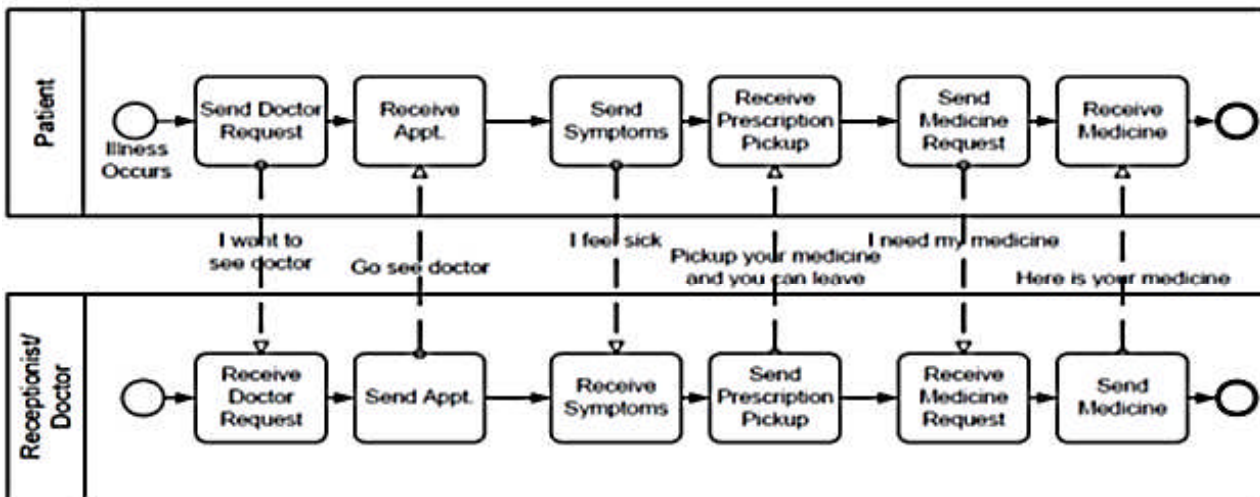 Patient
Illness
Occurs
Send Doctor
Request
Receive
Appt.
Send
Symptoms
Receive
Prescription
Pickup
Send
Medicine
Request
Receive
Medicine
I want to
see doctor
Go see doctor
I feel sick
Pickup your medicine
and you can leave
I need my medicine
Here is your medicine
Receptionist/
Doctor
Receive
Doctor
Request
Send Appt.
Receive
Symptoms
Send
Prescription
Pickup
Receive
Medicine
Request
Send
Medicine